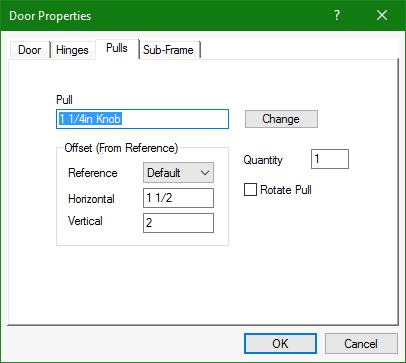 Door Properties
?
Door Hinges Pulls Sub-Frame
Pull
1 1/4in Knob Change
Offset (From Reference)
Reference Default
Horizontal 1 1/2
Vertical 2
Quantity 1
Rotate Pull
OK Cancel